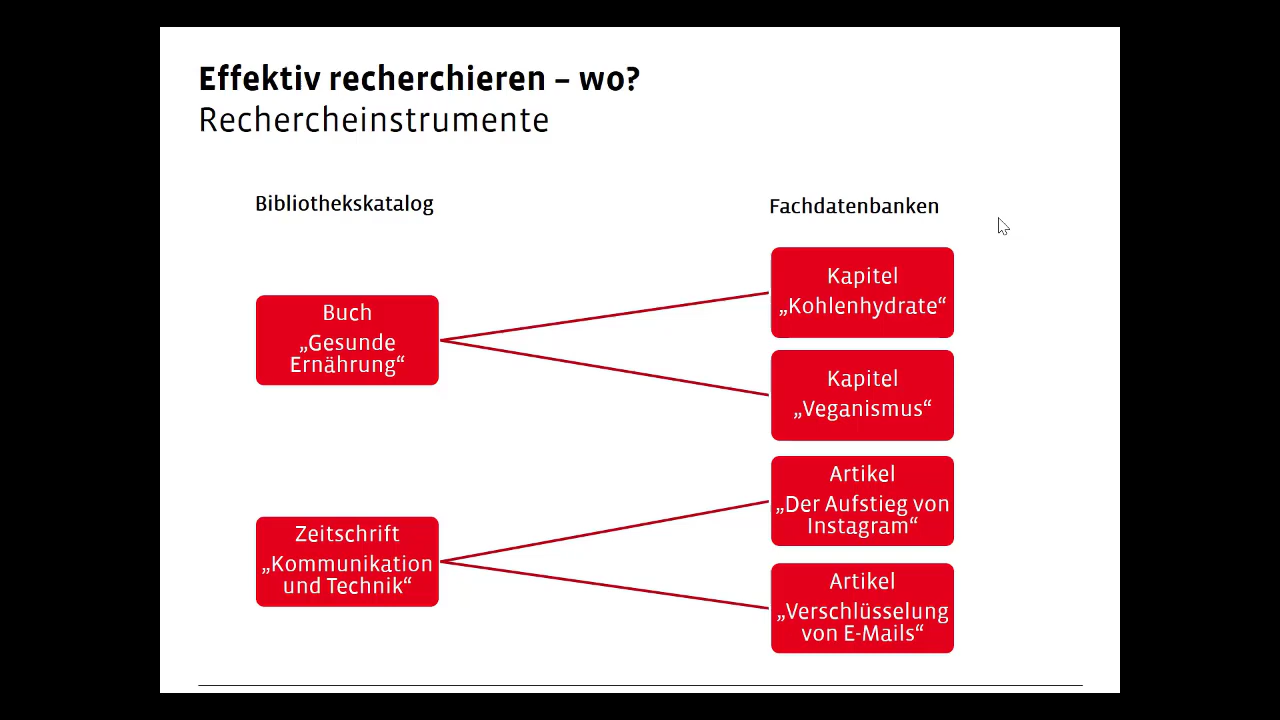 Effektiv recherchieren – wo?
Rechercheinstrumente
Bibliothekskatalog
Buch
„Gesunde
Ernährung“
Zeitschrift
„Kommunikation
und Technik“
Fachdatenbanken
Kapitel
„Kohlenhydrate“
Kapitel
„Veganismus“
Artikel
„Der Aufstieg von
Instagram“
Artikel
„Verschlüsselung
von E-Mails“